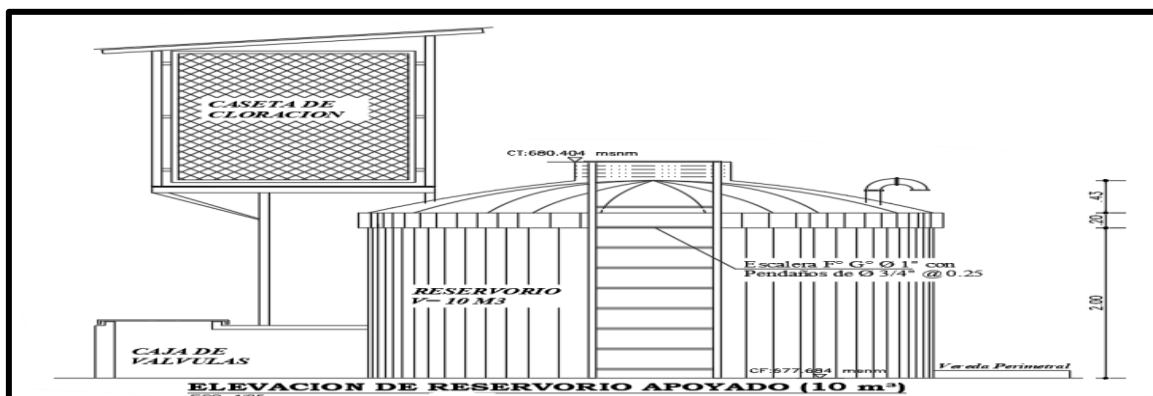 CASETA DE
CLORACION
CT:680.404 msnm
.43
.20
Escalera F° G° Ø 1" con
Pendaños de Ø 3/4" @ 0.25
RESERVORIO
V= 10 M3
2.00
CAJA DE
VALVULAS
CF:677.684 msnm
Vereda Perimetral
ELEVACION DE RESERVORIO APOYADO (10 m³)